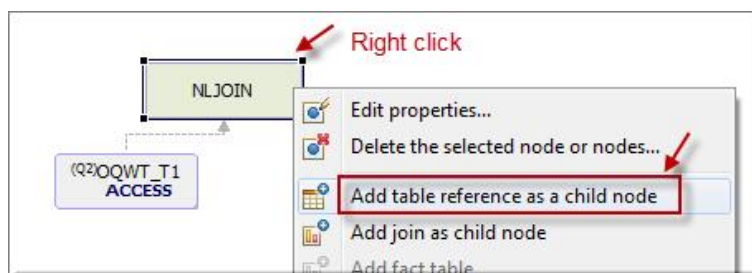 Right click
NLJOIN
Edit properties...
Delete the selected node or nodes...
(Q2)OQWT_T1
ACCESS
Add table reference as a child node
Add join as child node
Add fact table